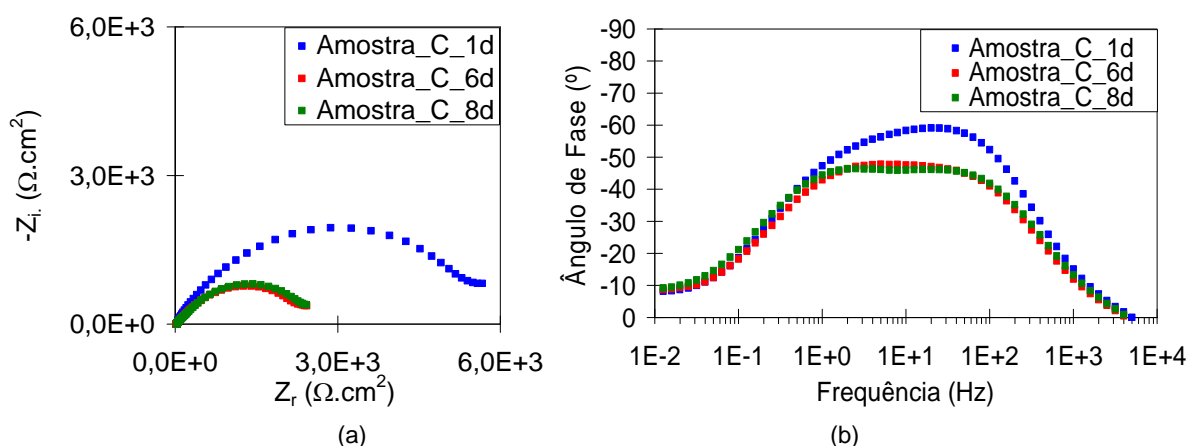 6,0E+3
3,0E+3
0,0E+0
-Z_i. (Ω.cm²)
Amostra_C_1d
Amostra_C_6d
Amostra_C_8d
0,0E+0 3,0E+3 6,0E+3
Z_r (Ω.cm²)
(a)
-90
-80
-70
-60
-50
-40
-30
-20
-10
0
Ângulo de Fase (º)
Amostra_C_1d
Amostra_C_6d
Amostra_C_8d
1E-2 1E-1 1E+0 1E+1 1E+2 1E+3 1E+4
Frequência (Hz)
(b)